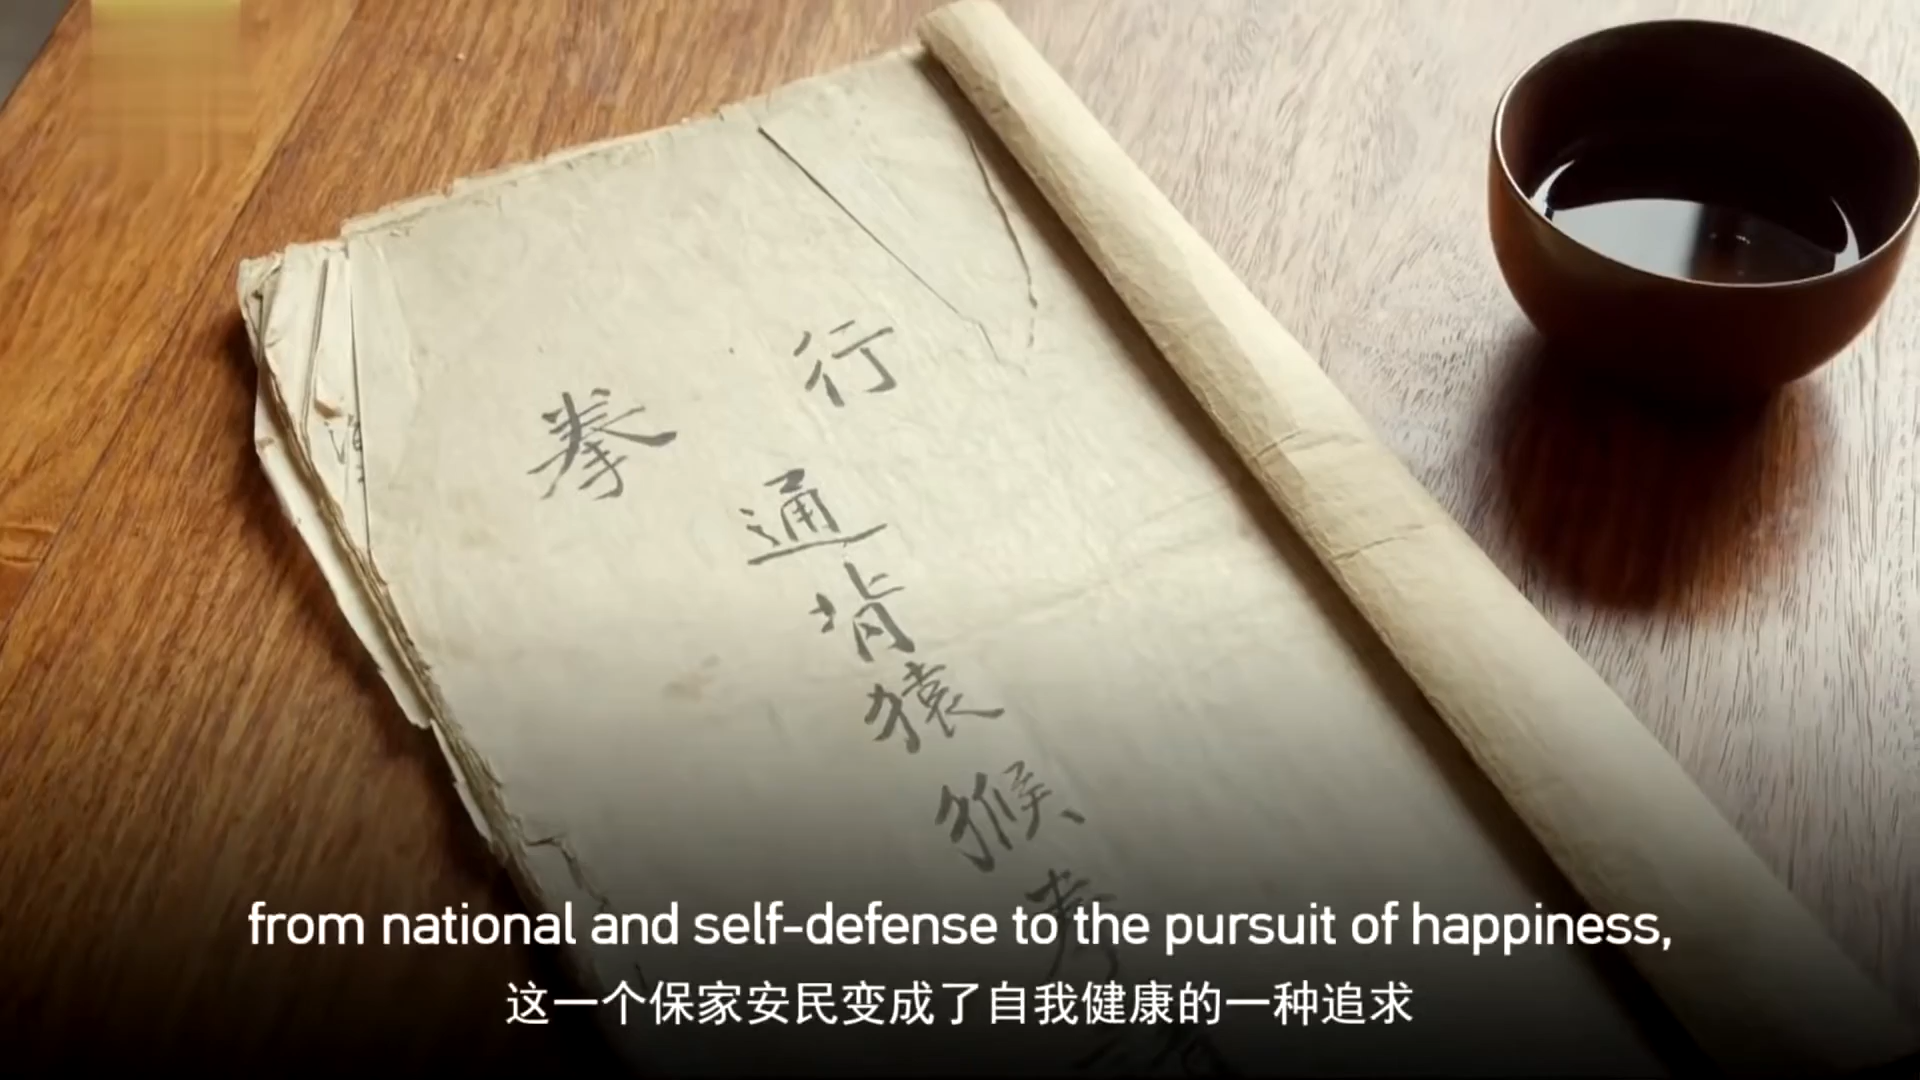 行
通背猿猴
拳
from national and self-defense to the pursuit of happiness,
这一个保家安民变成了自我健康的一种追求